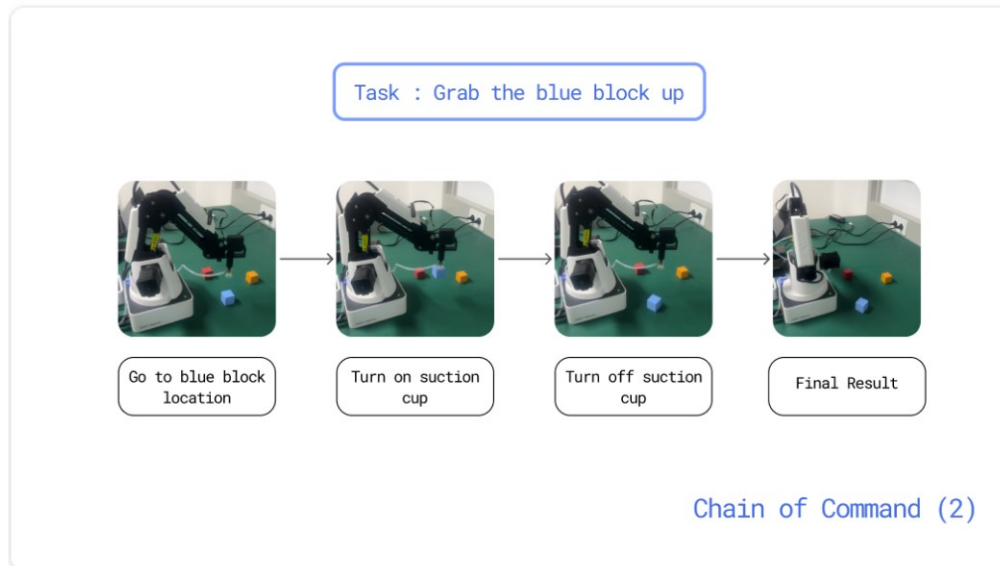 Task : Grab the blue block up
Go to blue block
location
Turn on suction
cup
Turn off suction
cup
Final Result
Chain of Command (2)